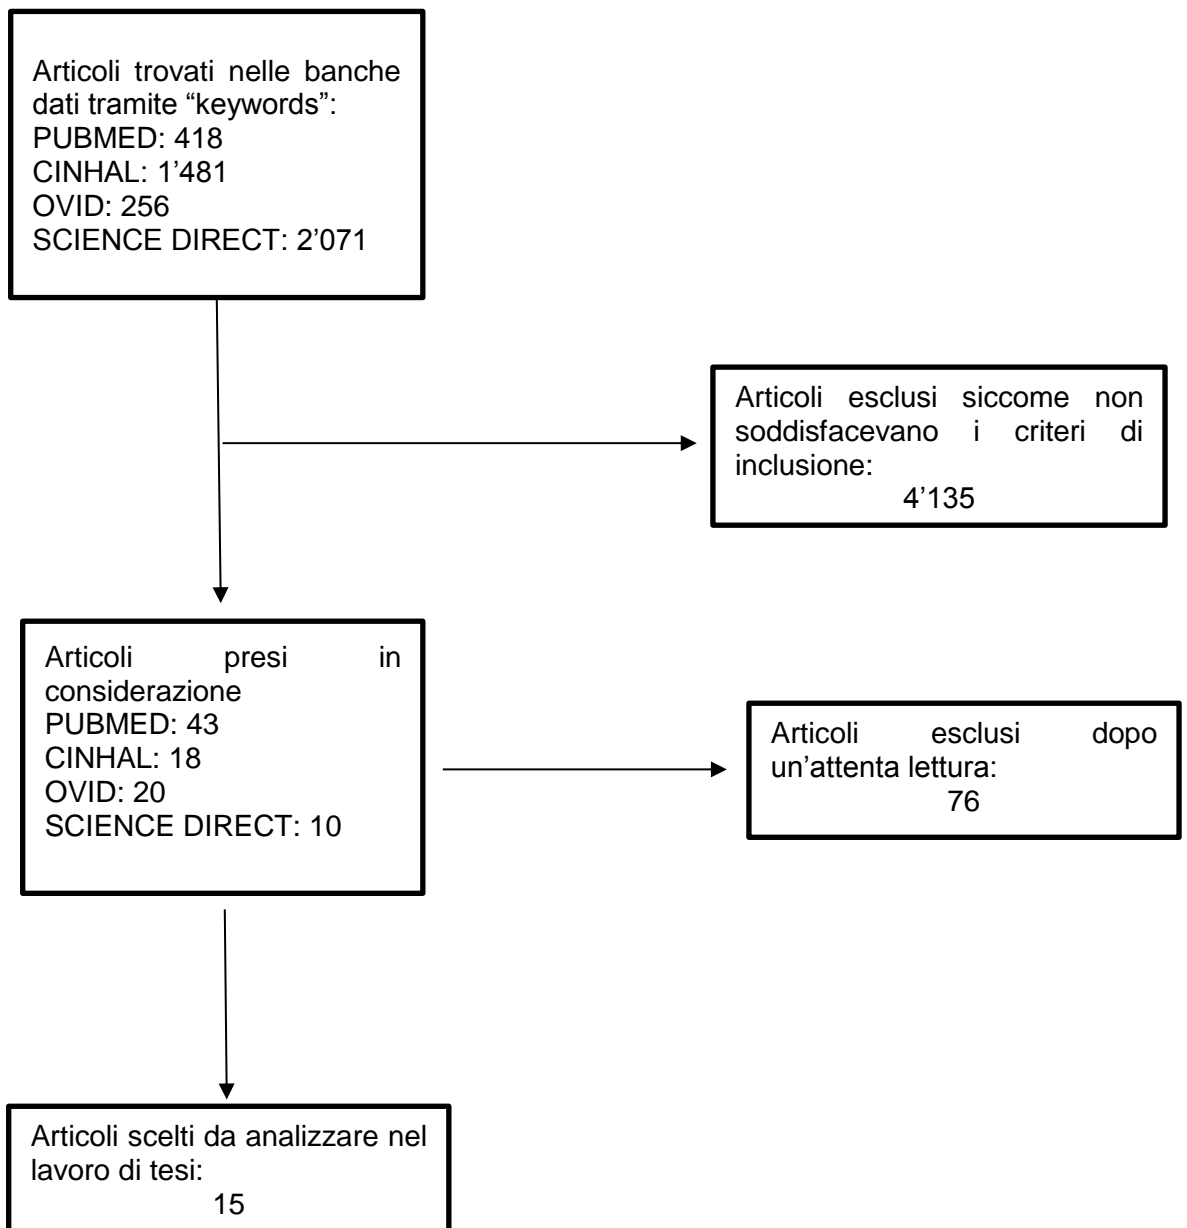 Articoli trovati nelle banche
dati tramite “keywords”:
PUBMED: 418
CINHAL: 1’481
OVID: 256
SCIENCE DIRECT: 2’071
Articoli esclusi siccome non
soddisfacevano i criteri di
inclusione:
4’135
Articoli presi in
considerazione
PUBMED: 43
CINHAL: 18
OVID: 20
SCIENCE DIRECT: 10
Articoli esclusi dopo
un’attenta lettura:
76
Articoli scelti da analizzare nel
lavoro di tesi:
15